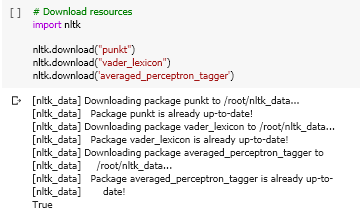 [ ] # Download resources
import nltk
nltk.download("punkt")
nltk.download("vader_lexicon")
nltk.download('averaged_perceptron_tagger')
[nltk_data] Downloading package punkt to /root/nltk_data...
[nltk_data]   Package punkt is already up-to-date!
[nltk_data] Downloading package vader_lexicon to /root/nltk_data...
[nltk_data]   Package vader_lexicon is already up-to-date!
[nltk_data] Downloading package averaged_perceptron_tagger to
[nltk_data]     /root/nltk_data...
[nltk_data]   Package averaged_perceptron_tagger is already up-to-
[nltk_data]       date!
True